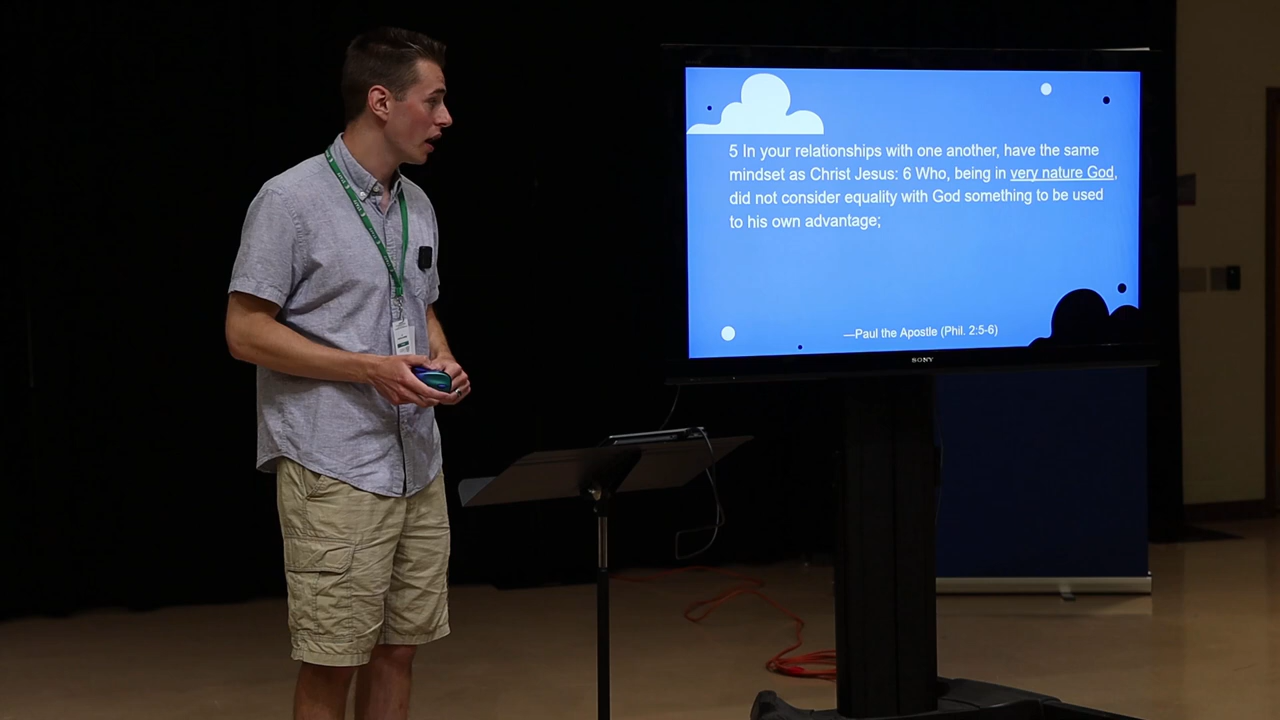 5 In your relationships with one another, have the same
mindset as Christ Jesus: 6 Who, being in very nature God,
did not consider equality with God something to be used
to his own advantage;
—Paul the Apostle (Phil. 2:5-6)
SONY